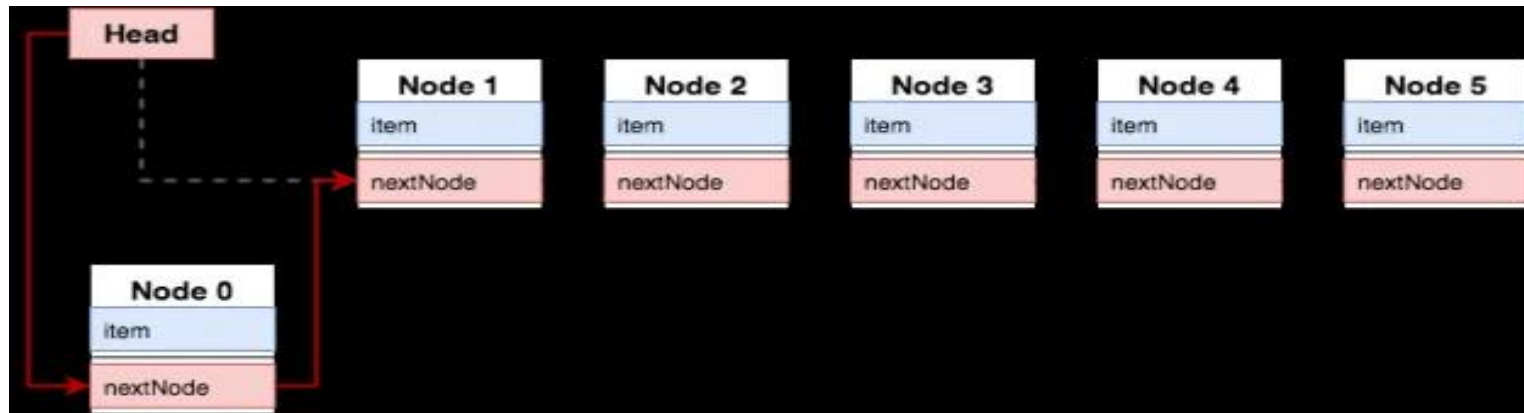 Head
Node 1
item
nextNode
Node 2
item
nextNode
Node 3
item
nextNode
Node 4
item
nextNode
Node 5
item
nextNode
Node 0
item
nextNode